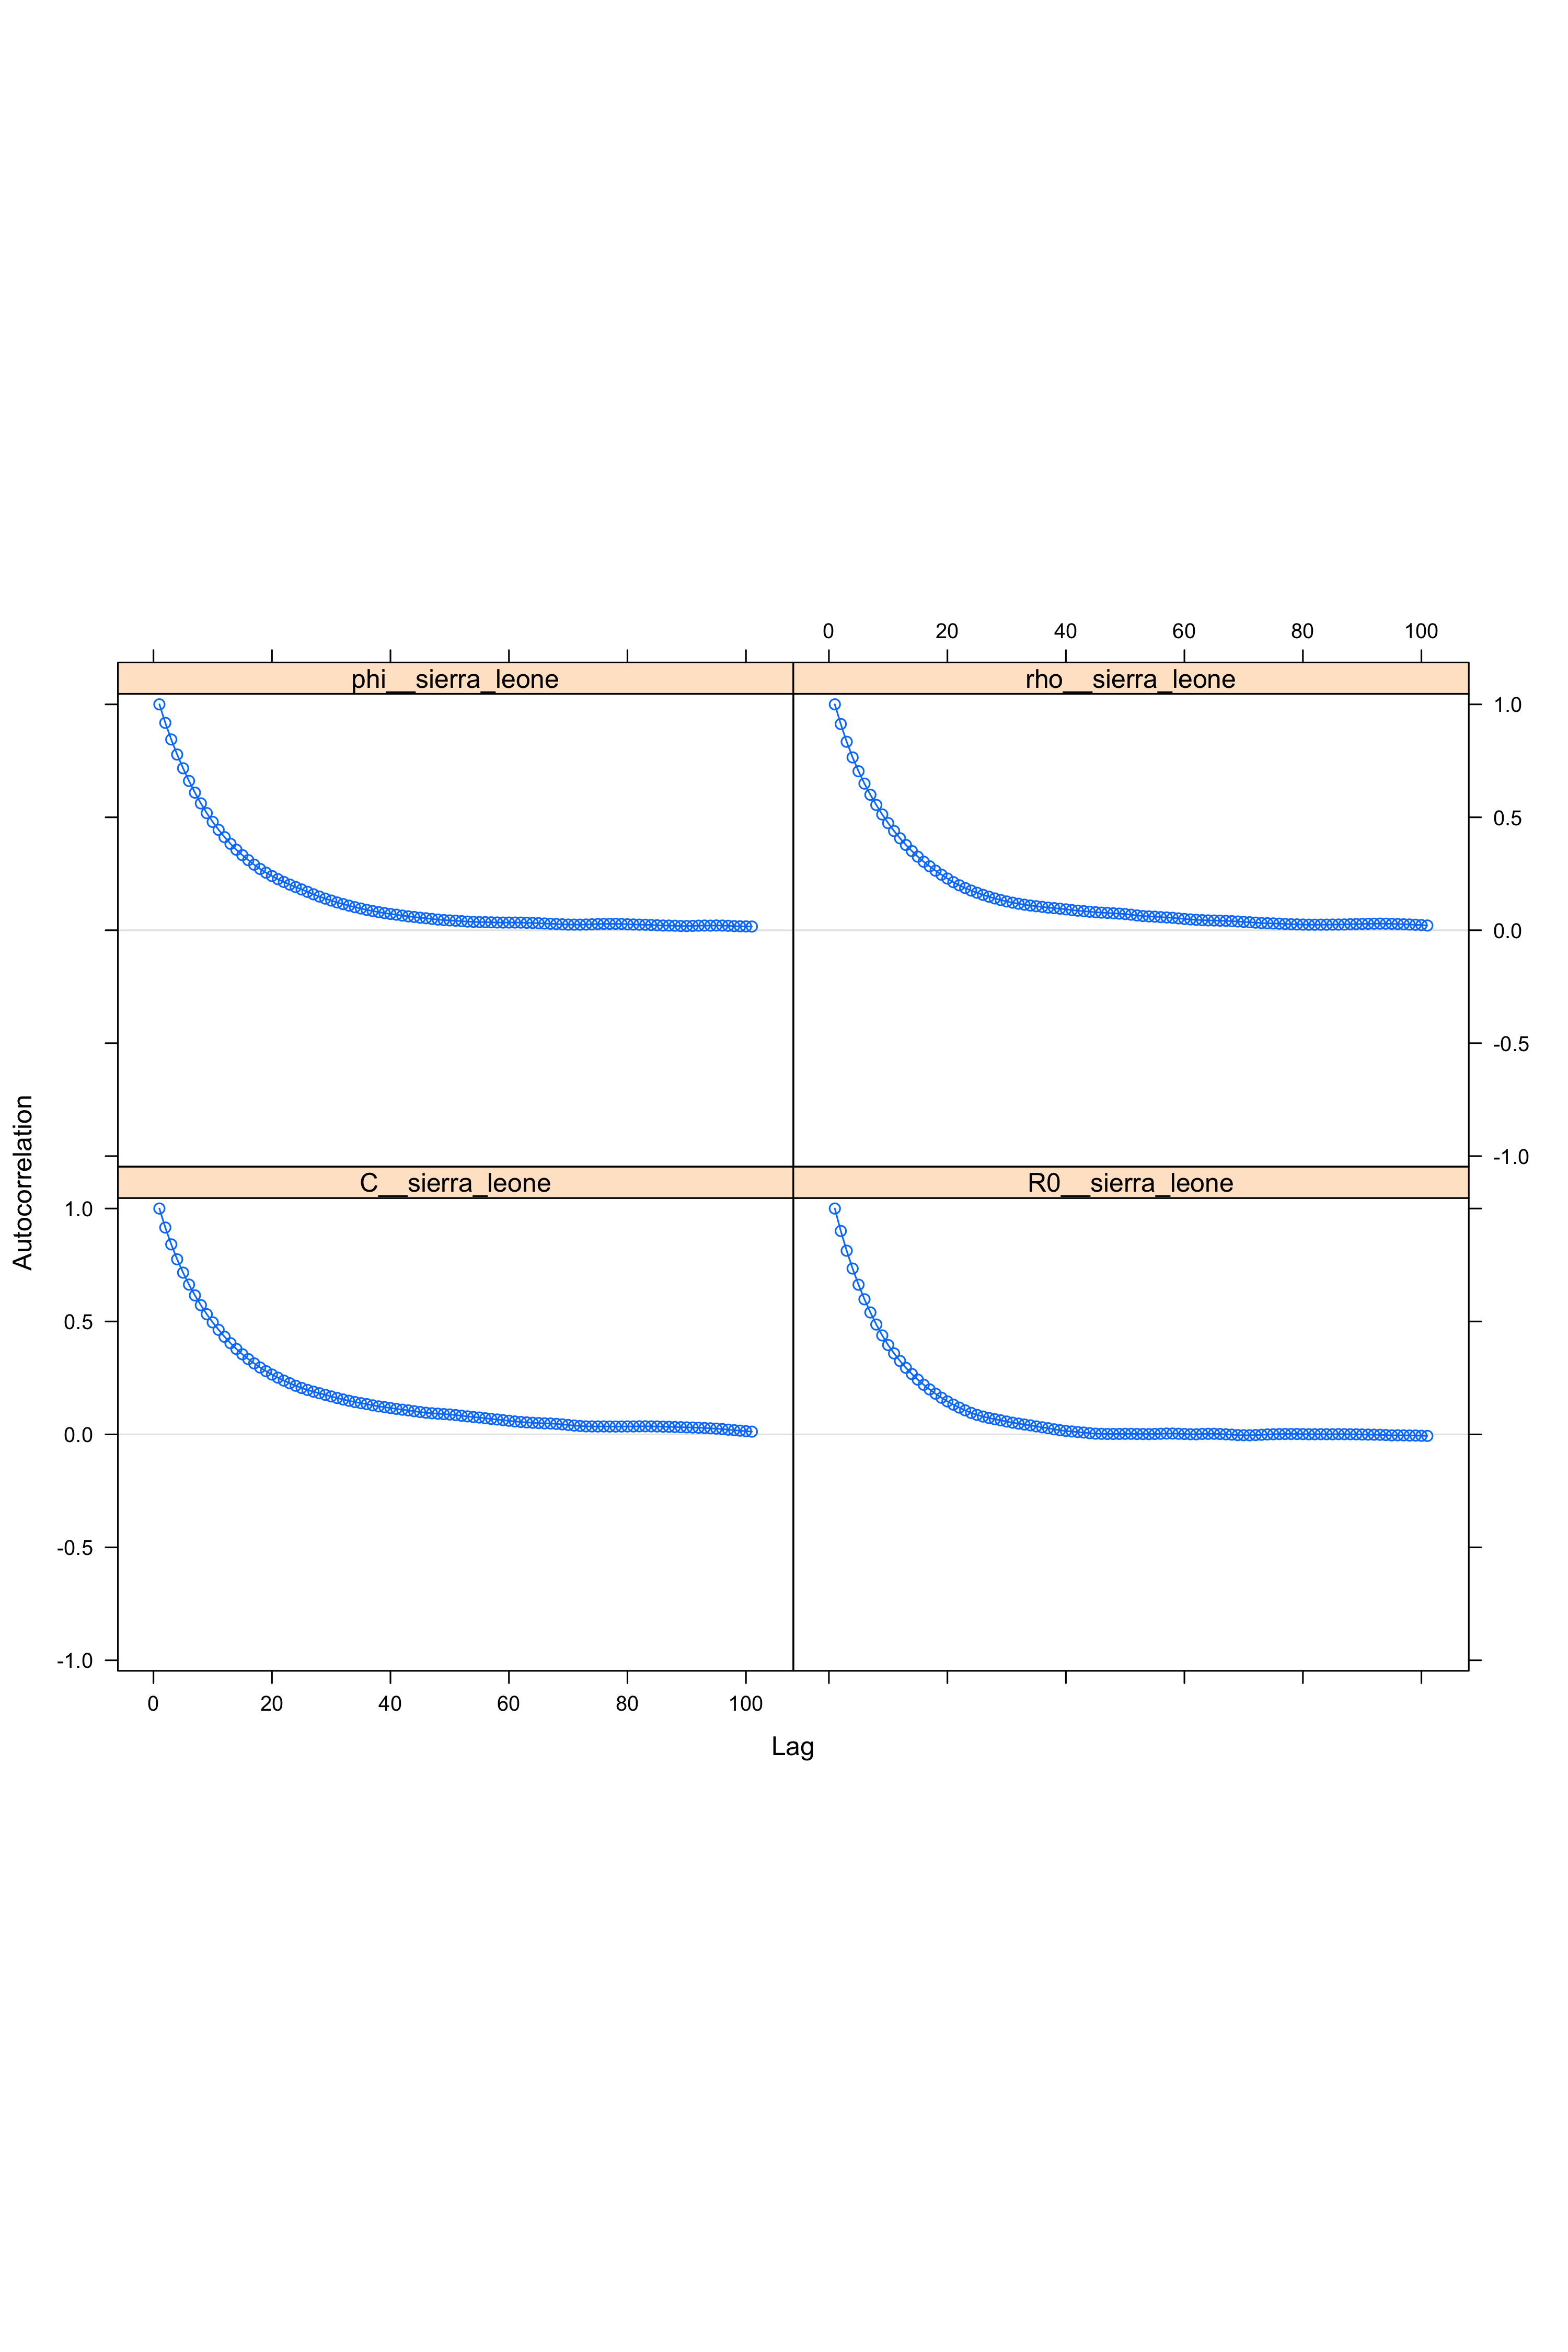 0 20 40 60 80 100
phi__sierra_leone rho__sierra_leone
1.0
0.5
0.0
-0.5
-1.0
Autocorrelation
C__sierra_leone R0__sierra_leone
1.0
0.5
0.0
-0.5
-1.0
0 20 40 60 80 100
Lag